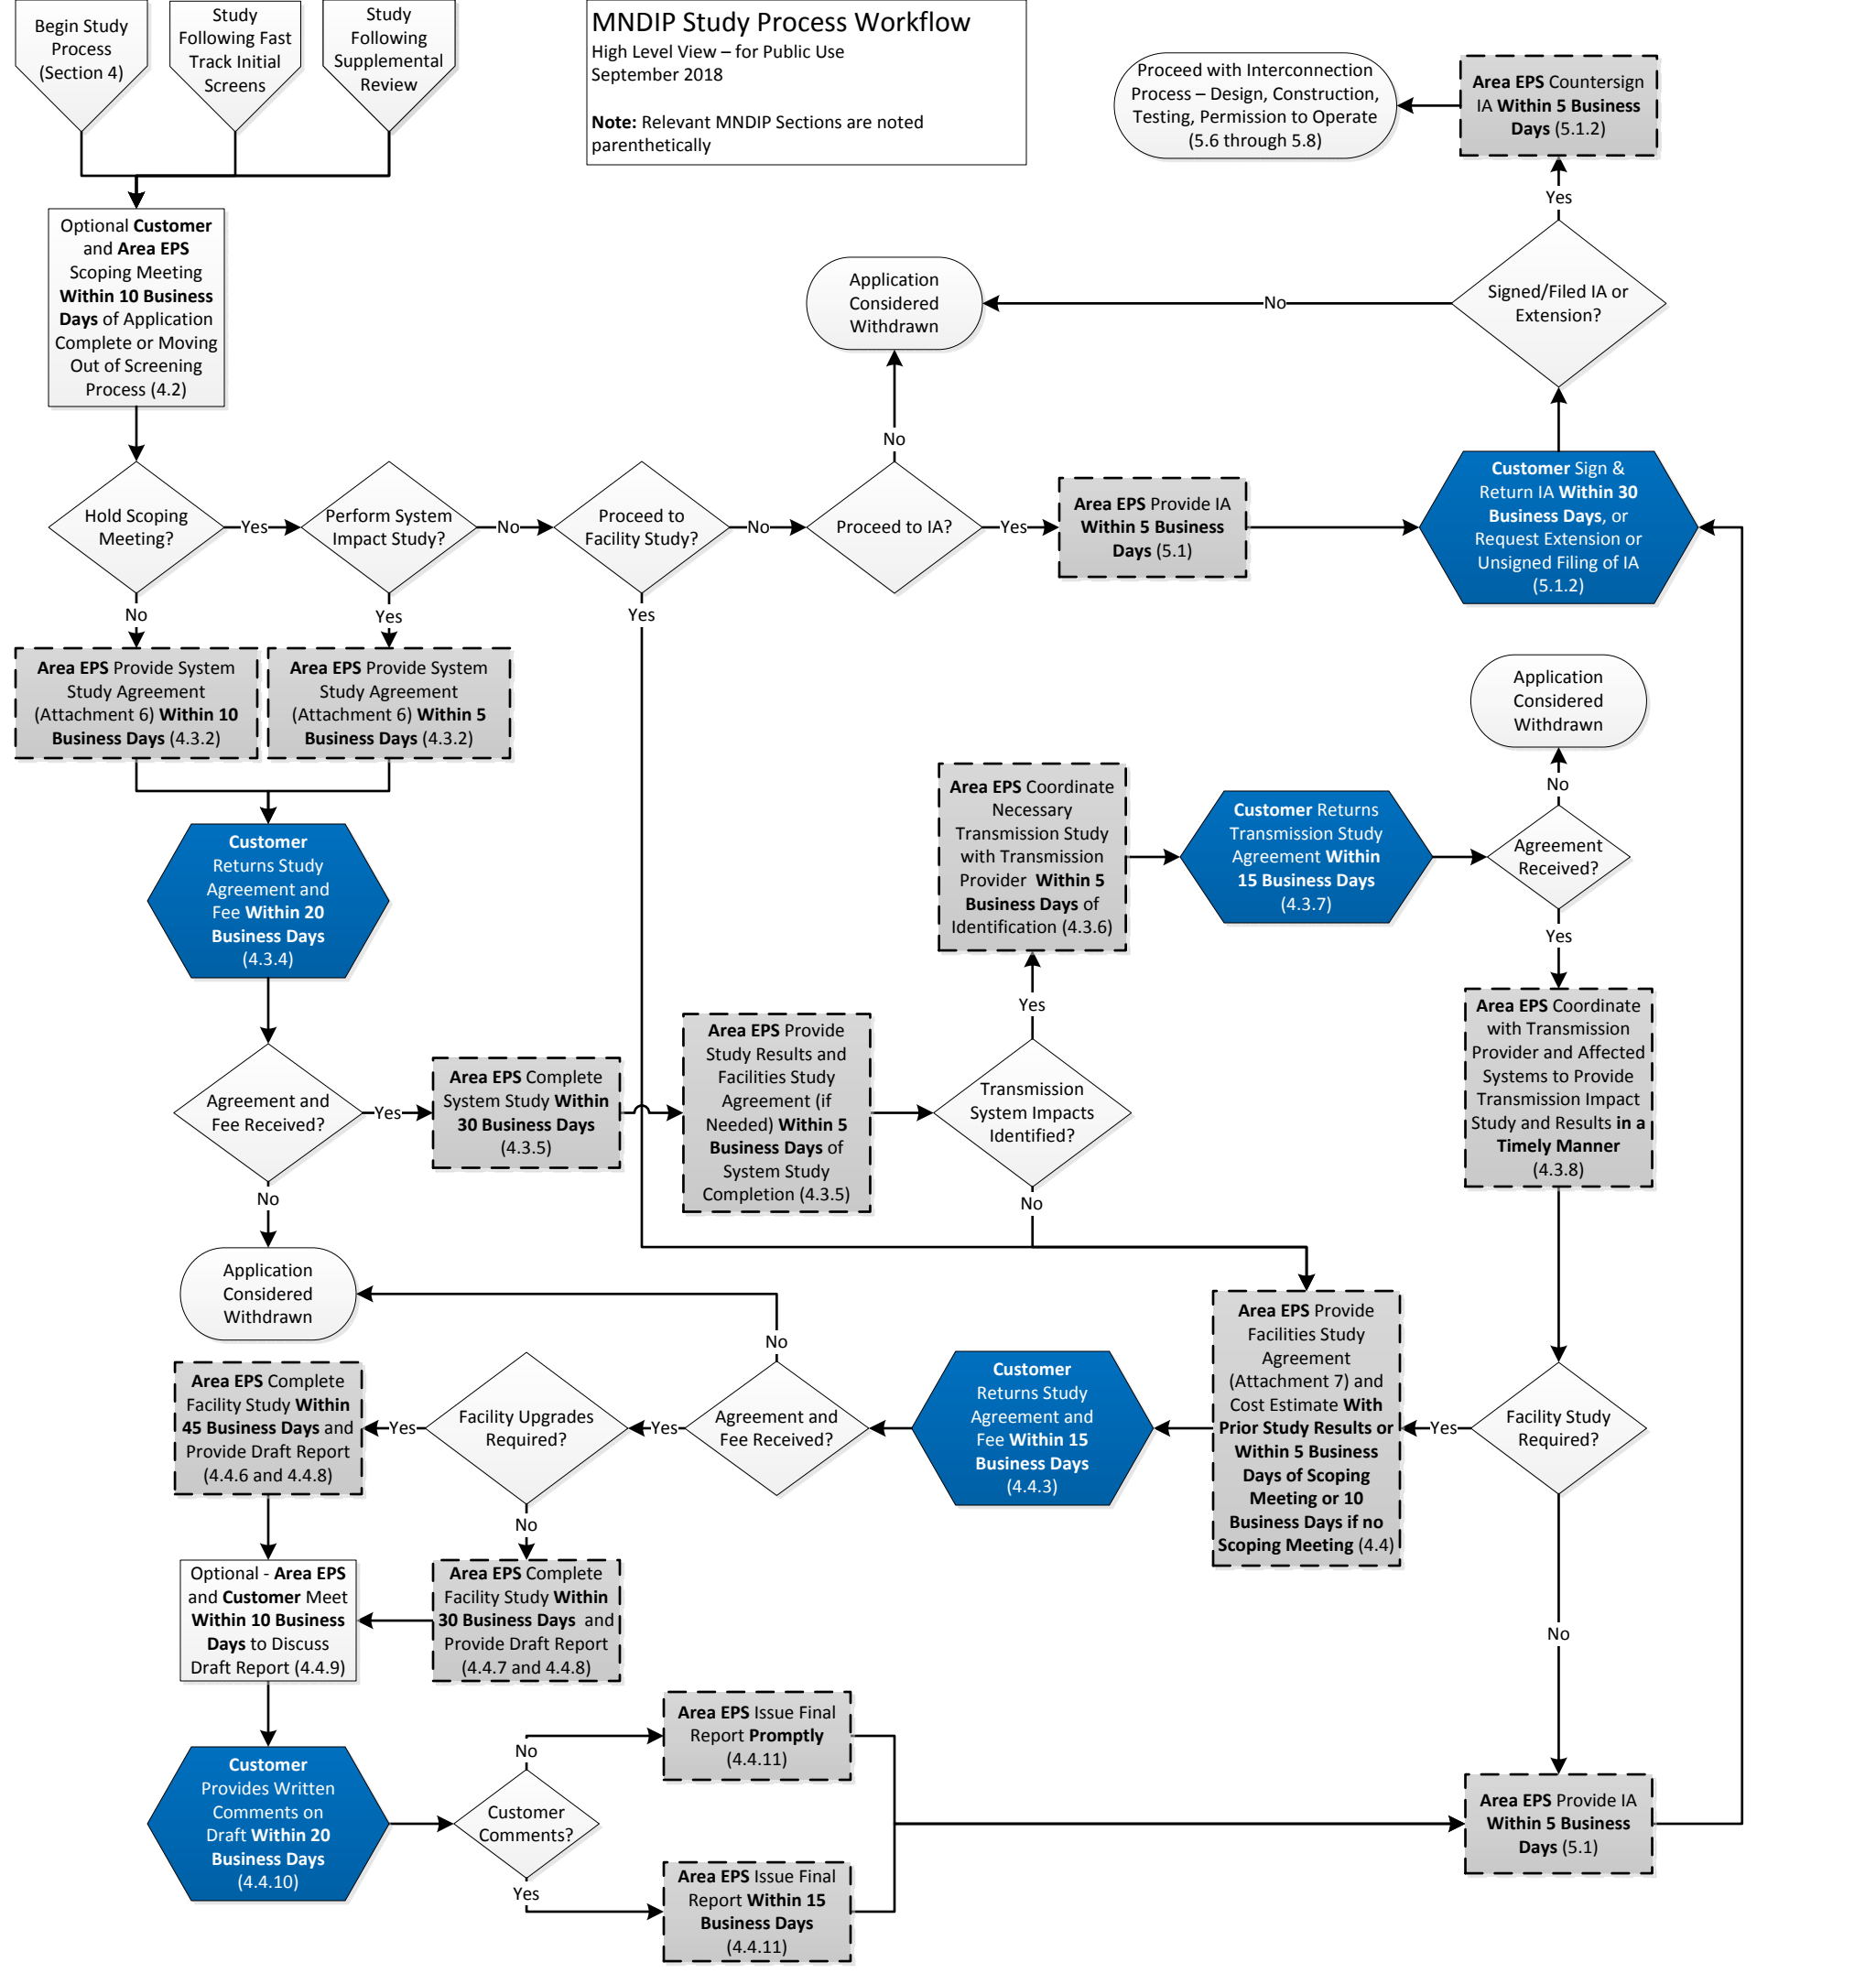 Begin Study
Process
(Section 4)
Study
Following Fast
Track Initial
Screens
Study
Following
Supplemental
Review
MNDIP Study Process Workflow
High Level View – for Public Use
September 2018
Note: Relevant MNDIP Sections are noted
parenthetically
Proceed with Interconnection
Process – Design, Construction,
Testing, Permission to Operate
(5.6 through 5.8)
Area EPS Countersign
IA Within 5 Business
Days (5.1.2)
Yes
Optional Customer
and Area EPS
Scoping Meeting
Within 10 Business
Days of Application
Complete or Moving
Out of Screening
Process (4.2)
Application
Considered
Withdrawn
No
Signed/Filed IA or
Extension?
No
Hold Scoping
Meeting?
Yes
Perform System
Impact Study?
No
Proceed to
Facility Study?
No
Proceed to IA?
Yes
Area EPS Provide IA
Within 5 Business
Days (5.1)
Customer Sign &
Return IA Within 30
Business Days, or
Request Extension or
Unsigned Filing of IA
(5.1.2)
No
Yes
Yes
Area EPS Provide System
Study Agreement
(Attachment 6) Within 10
Business Days (4.3.2)
Area EPS Provide System
Study Agreement
(Attachment 6) Within 5
Business Days (4.3.2)
Application
Considered
Withdrawn
No
Area EPS Coordinate
Necessary
Transmission Study
with Transmission
Provider Within 5
Business Days of
Identification (4.3.6)
Customer Returns
Transmission Study
Agreement Within
15 Business Days
(4.3.7)
Agreement
Received?
Yes
Customer
Returns Study
Agreement and
Fee Within 20
Business Days
(4.3.4)
Yes
Agreement and
Fee Received?
Yes
Area EPS Complete
System Study Within
30 Business Days
(4.3.5)
Area EPS Provide
Study Results and
Facilities Study
Agreement (if
Needed) Within 5
Business Days of
System Study
Completion (4.3.5)
Transmission
System Impacts
Identified?
Area EPS Coordinate
with Transmission
Provider and Affected
Systems to Provide
Transmission Impact
Study and Results in a
Timely Manner
(4.3.8)
No
No
Application
Considered
Withdrawn
No
Area EPS Complete
Facility Study Within
45 Business Days and
Provide Draft Report
(4.4.6 and 4.4.8)
Yes
Facility Upgrades
Required?
Yes
Agreement and
Fee Received?
Customer
Returns Study
Agreement and
Fee Within 15
Business Days
(4.4.3)
Area EPS Provide
Facilities Study
Agreement
(Attachment 7) and
Cost Estimate With
Prior Study Results or
Within 5 Business
Days of Scoping
Meeting or 10
Business Days if no
Scoping Meeting (4.4)
Yes
Facility Study
Required?
No
Optional - Area EPS
and Customer Meet
Within 10 Business
Days to Discuss
Draft Report (4.4.9)
Area EPS Complete
Facility Study Within
30 Business Days and
Provide Draft Report
(4.4.7 and 4.4.8)
No
Customer
Provides Written
Comments on
Draft Within 20
Business Days
(4.4.10)
No
Customer
Comments?
Yes
Area EPS Issue Final
Report Promptly
(4.4.11)
Area EPS Issue Final
Report Within 15
Business Days
(4.4.11)
Area EPS Provide IA
Within 5 Business
Days (5.1)